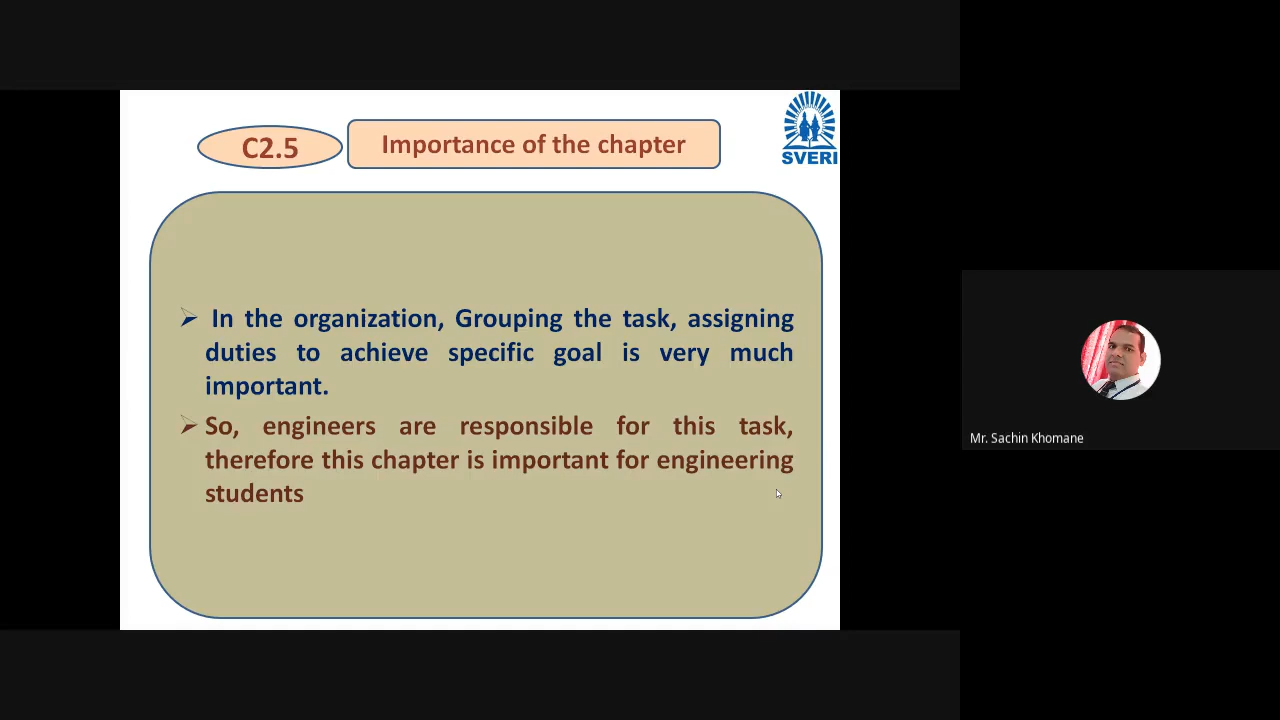 C2.5
Importance of the chapter
SVERI
➢ In the organization, Grouping the task, assigning
duties to achieve specific goal is very much
important.
➢ So, engineers are responsible for this task,
therefore this chapter is important for engineering
students
Mr. Sachin Khomane